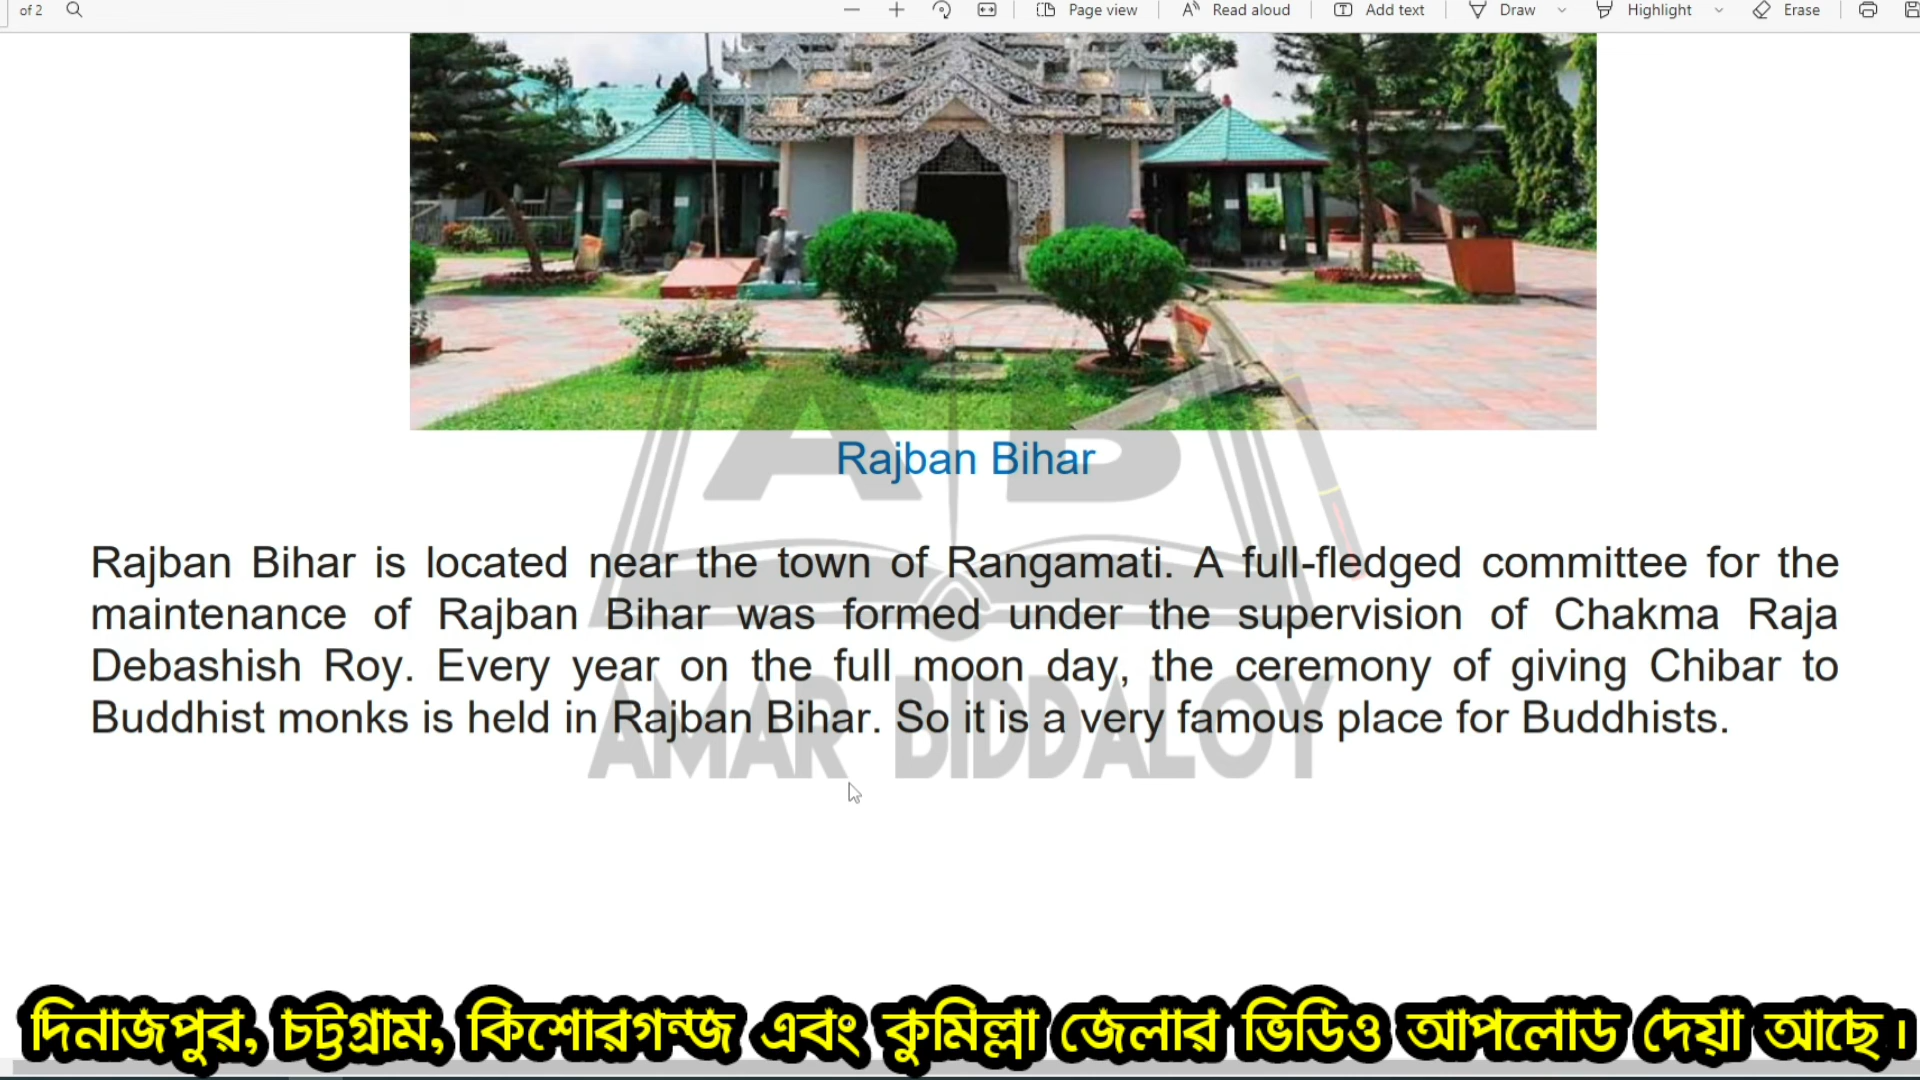 of 2
Page view
Read aloud
Add text
Draw
Highlight
Erase
Rajban Bihar
Rajban Bihar is located near the town of Rangamati. A full-fledged committee for the
maintenance of Rajban Bihar was formed under the supervision of Chakma Raja
Debashish Roy. Every year on the full moon day, the ceremony of giving Chibar to
Buddhist monks is held in Rajban Bihar. So it is a very famous place for Buddhists.
AB
AMAR BIDDALOY
দিনাজপুর, চট্টগ্রাম, কিশোরগন্জ এবং কুমিল্লা জেলার ভিডিও আপলোড দেয়া আছে।